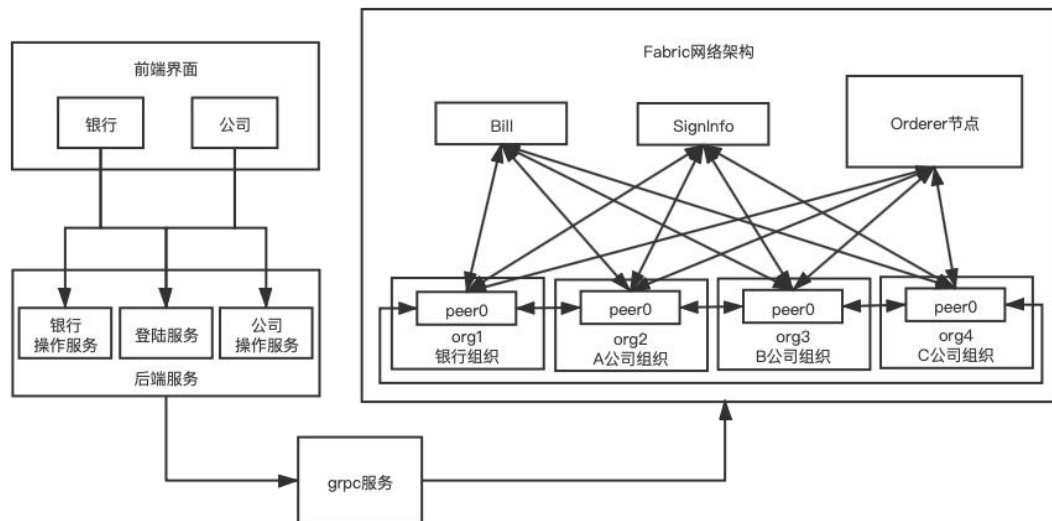 前端界面
银行
公司
银行
操作服务
登陆服务
公司
操作服务
后端服务
grpc服务
Fabric网络架构
Bill
SignInfo
Orderer节点
peer0
org1
银行组织
peer0
org2
A公司组织
peer0
org3
B公司组织
peer0
org4
C公司组织